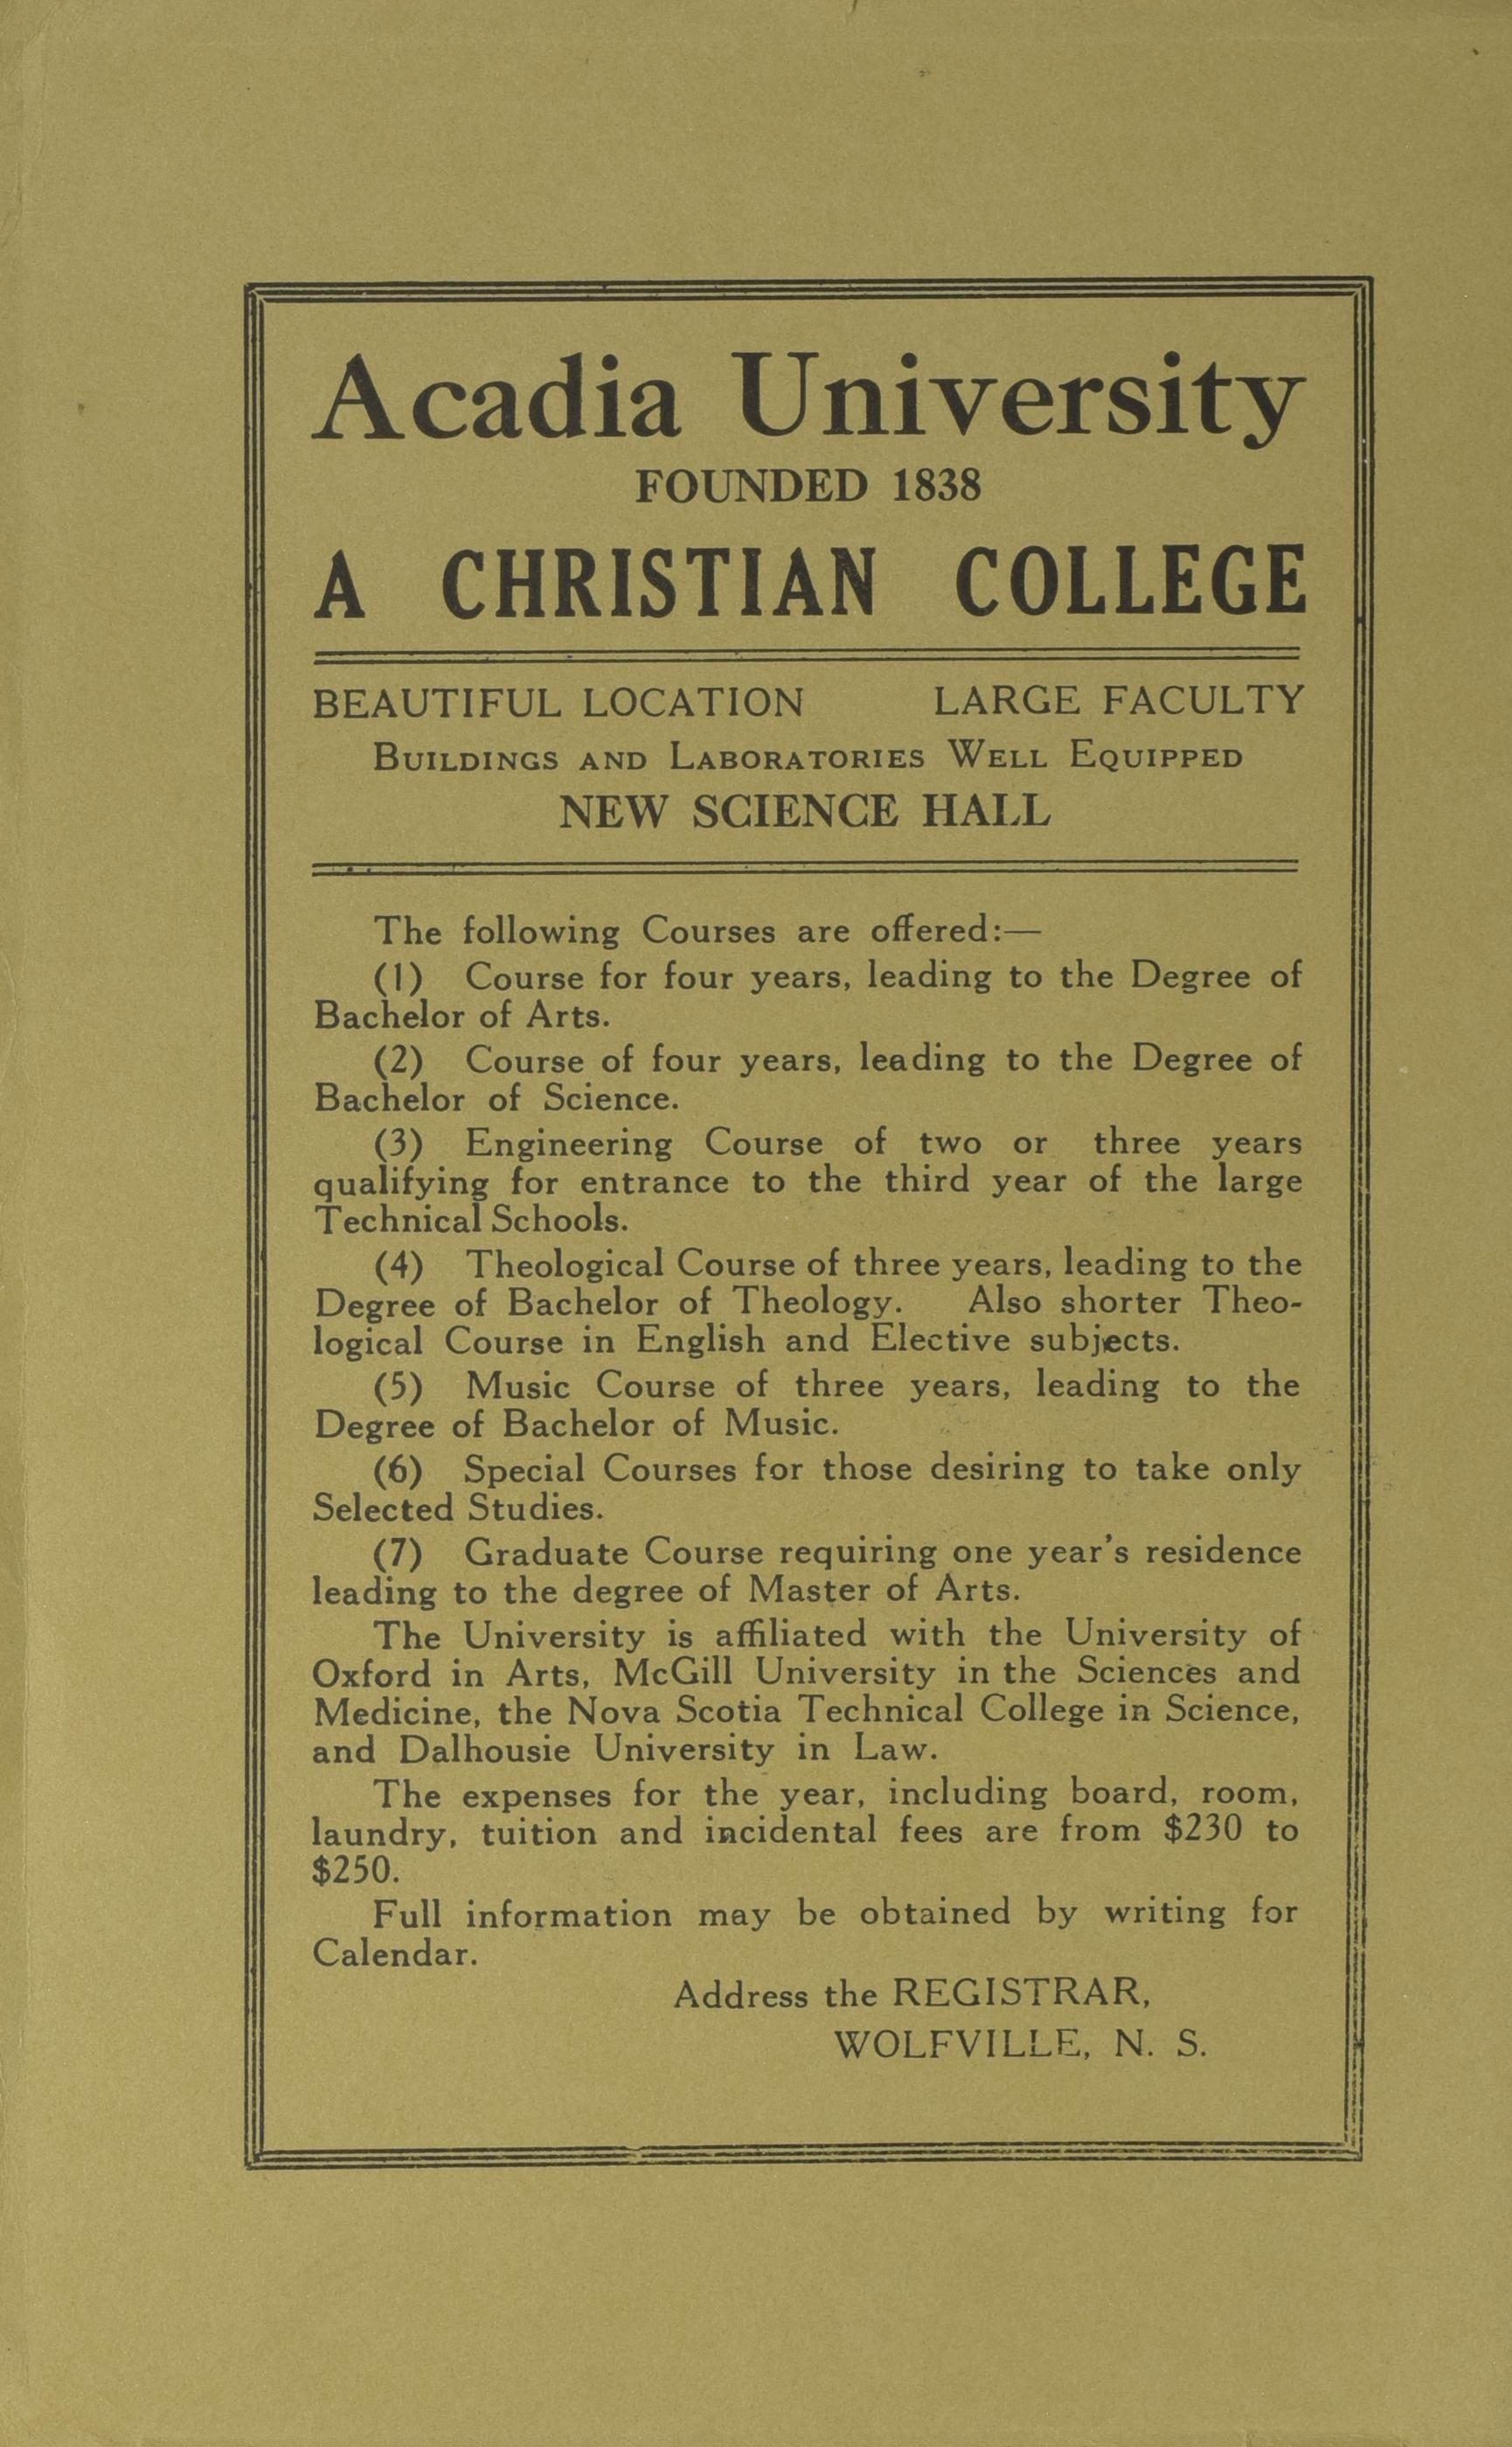 Acadia University
FOUNDED 1838
A CHRISTIAN COLLEGE
BEAUTIFUL LOCATION LARGE FACULTY
BUILDINGS AND LABORATORIES WELL EQUIPPED
NEW SCIENCE HALL
The following Courses are offered:—
(1) Course for four years, leading to the Degree of
Bachelor of Arts.
(2) Course of four years, leading to the Degree of
Bachelor of Science.
(3) Engineering Course of two or three years
qualifying for entrance to the third year of the large
Technical Schools.
(4) Theological Course of three years, leading to the
Degree of Bachelor of Theology. Also shorter Theo-
logical Course in English and Elective subjects.
(5) Music Course of three years, leading to the
Degree of Bachelor of Music.
(6) Special Courses for those desiring to take only
Selected Studies.
(7) Graduate Course requiring one year's residence
leading to the degree of Master of Arts.
The University is affiliated with the University of
Oxford in Arts, McGill University in the Sciences and
Medicine, the Nova Scotia Technical College in Science,
and Dalhousie University in Law.
The expenses for the year, including board, room,
laundry, tuition and incidental fees are from $230 to
$250.
Full information may be obtained by writing for
Calendar.
Address the REGISTRAR,
WOLFVILLE, N. S.